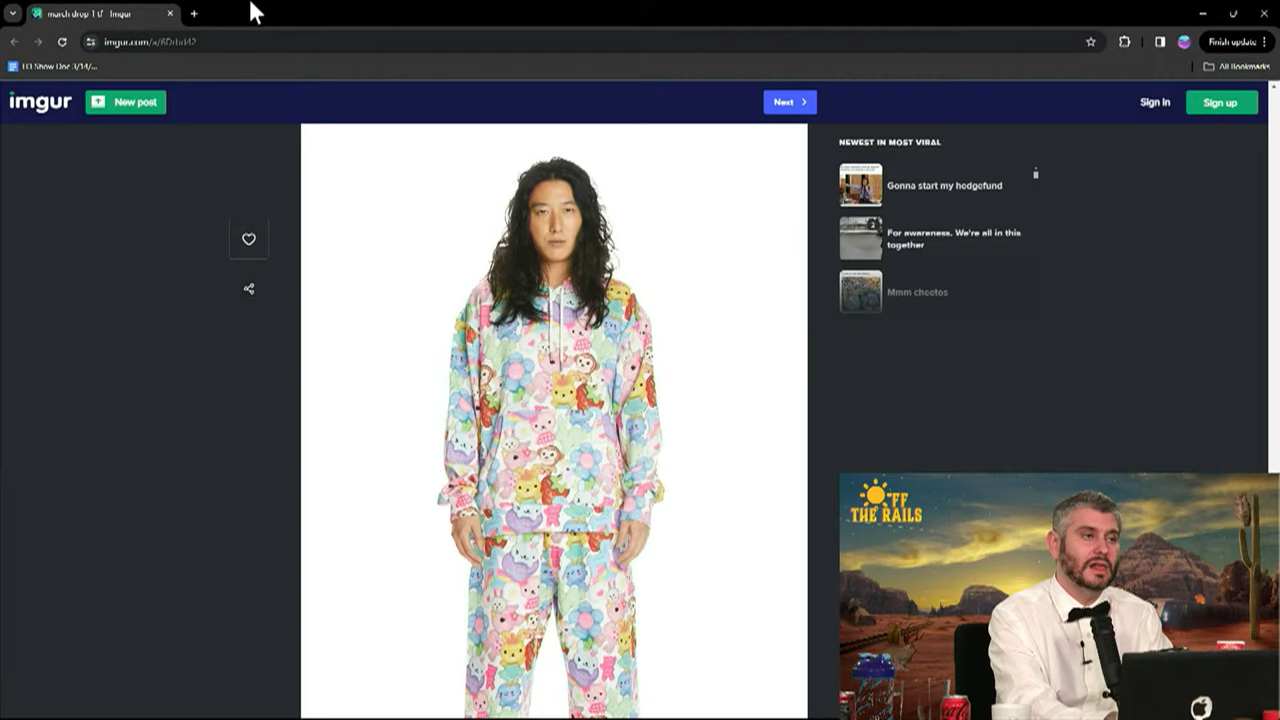 march drop 1 tf - Imgur
Finish update
All Bookmarks
imgur
New post
Next
Sign in
Sign up
NEWEST IN MOST VIRAL
Gonna start my hedgefund
For awareness. We're all in this
together
Mmm cheetos
OFF
THE RAILS